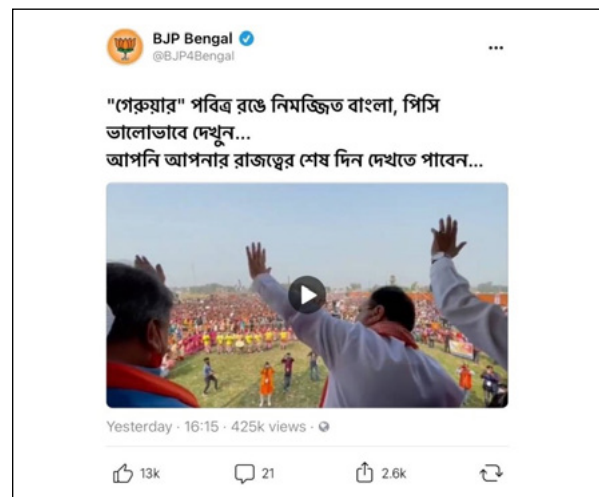 BJP Bengal
@BJP4Bengal
"গেরুয়ার" পবিত্র রঙে নিমজ্জিত বাংলা, পিসি
ভালোভাবে দেখুন...
আপনি আপনার রাজত্বের শেষ দিন দেখতে পাবেন...
Yesterday · 16:15 · 425k views ·
13k 21 2.6k